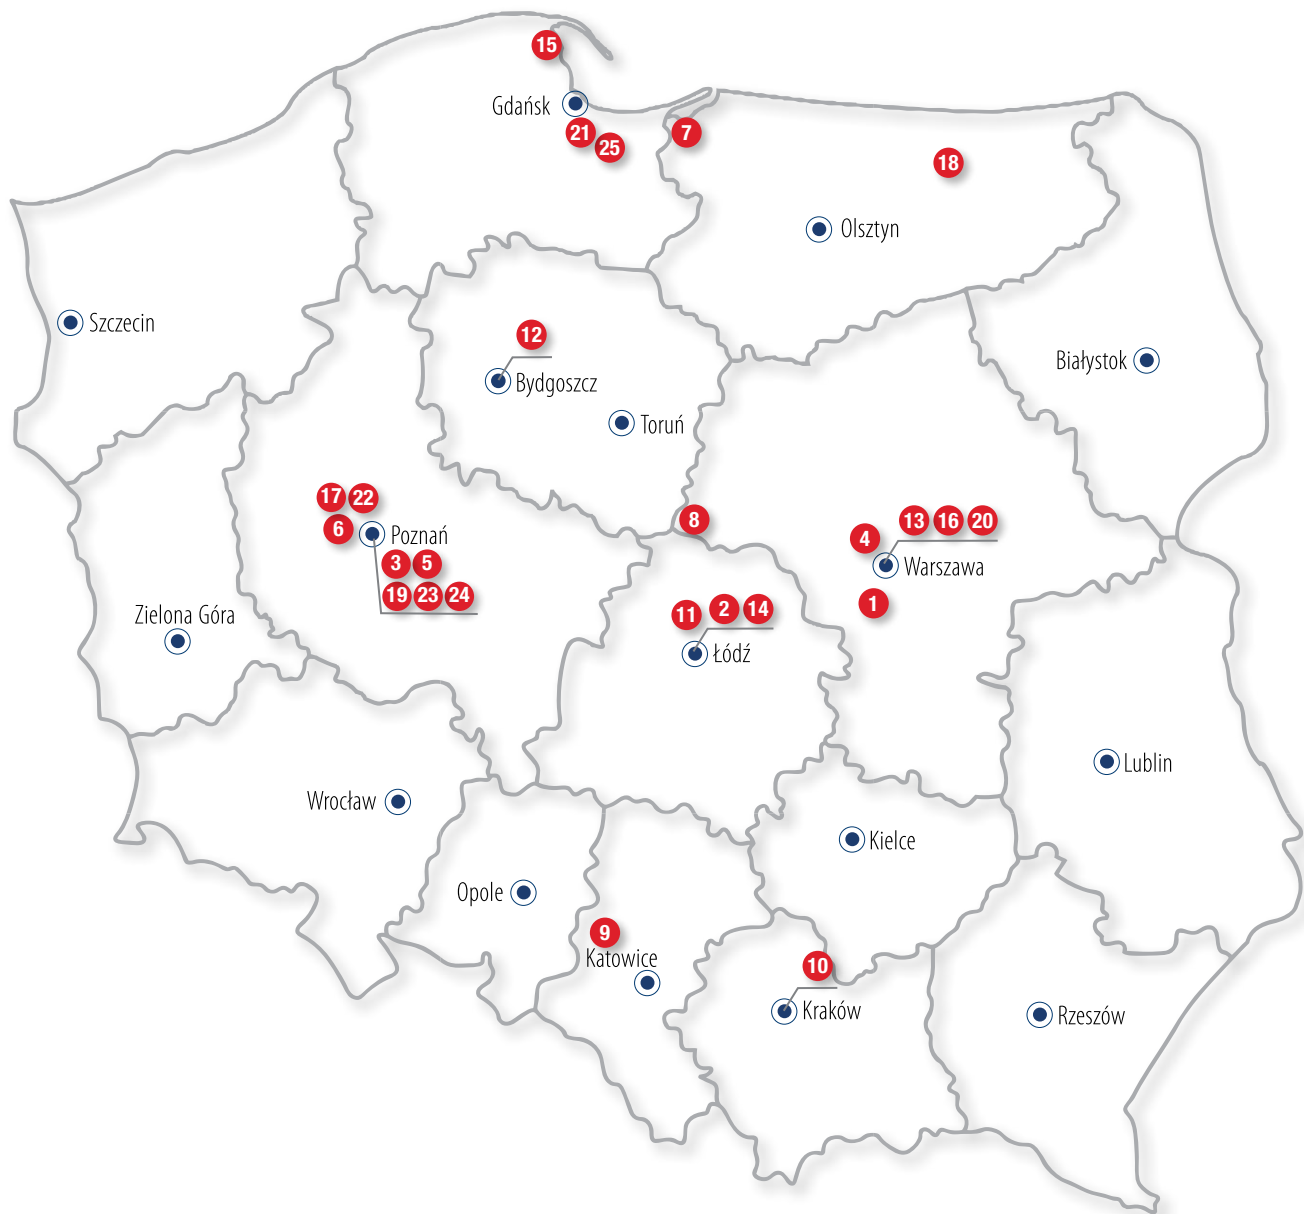 15
Gdańsk
21
25
7
18
Olsztyn
Szczecin
12
Bydgoszcz
Toruń
Białystok
17 22
6
Poznań
3 5
19 23 24
8
13 16 20
4
Warszawa
1
Zielona Góra
11 2 14
Łódź
Lublin
Wrocław
Kielce
Opole
9
Katowice
10
Kraków
Rzeszów